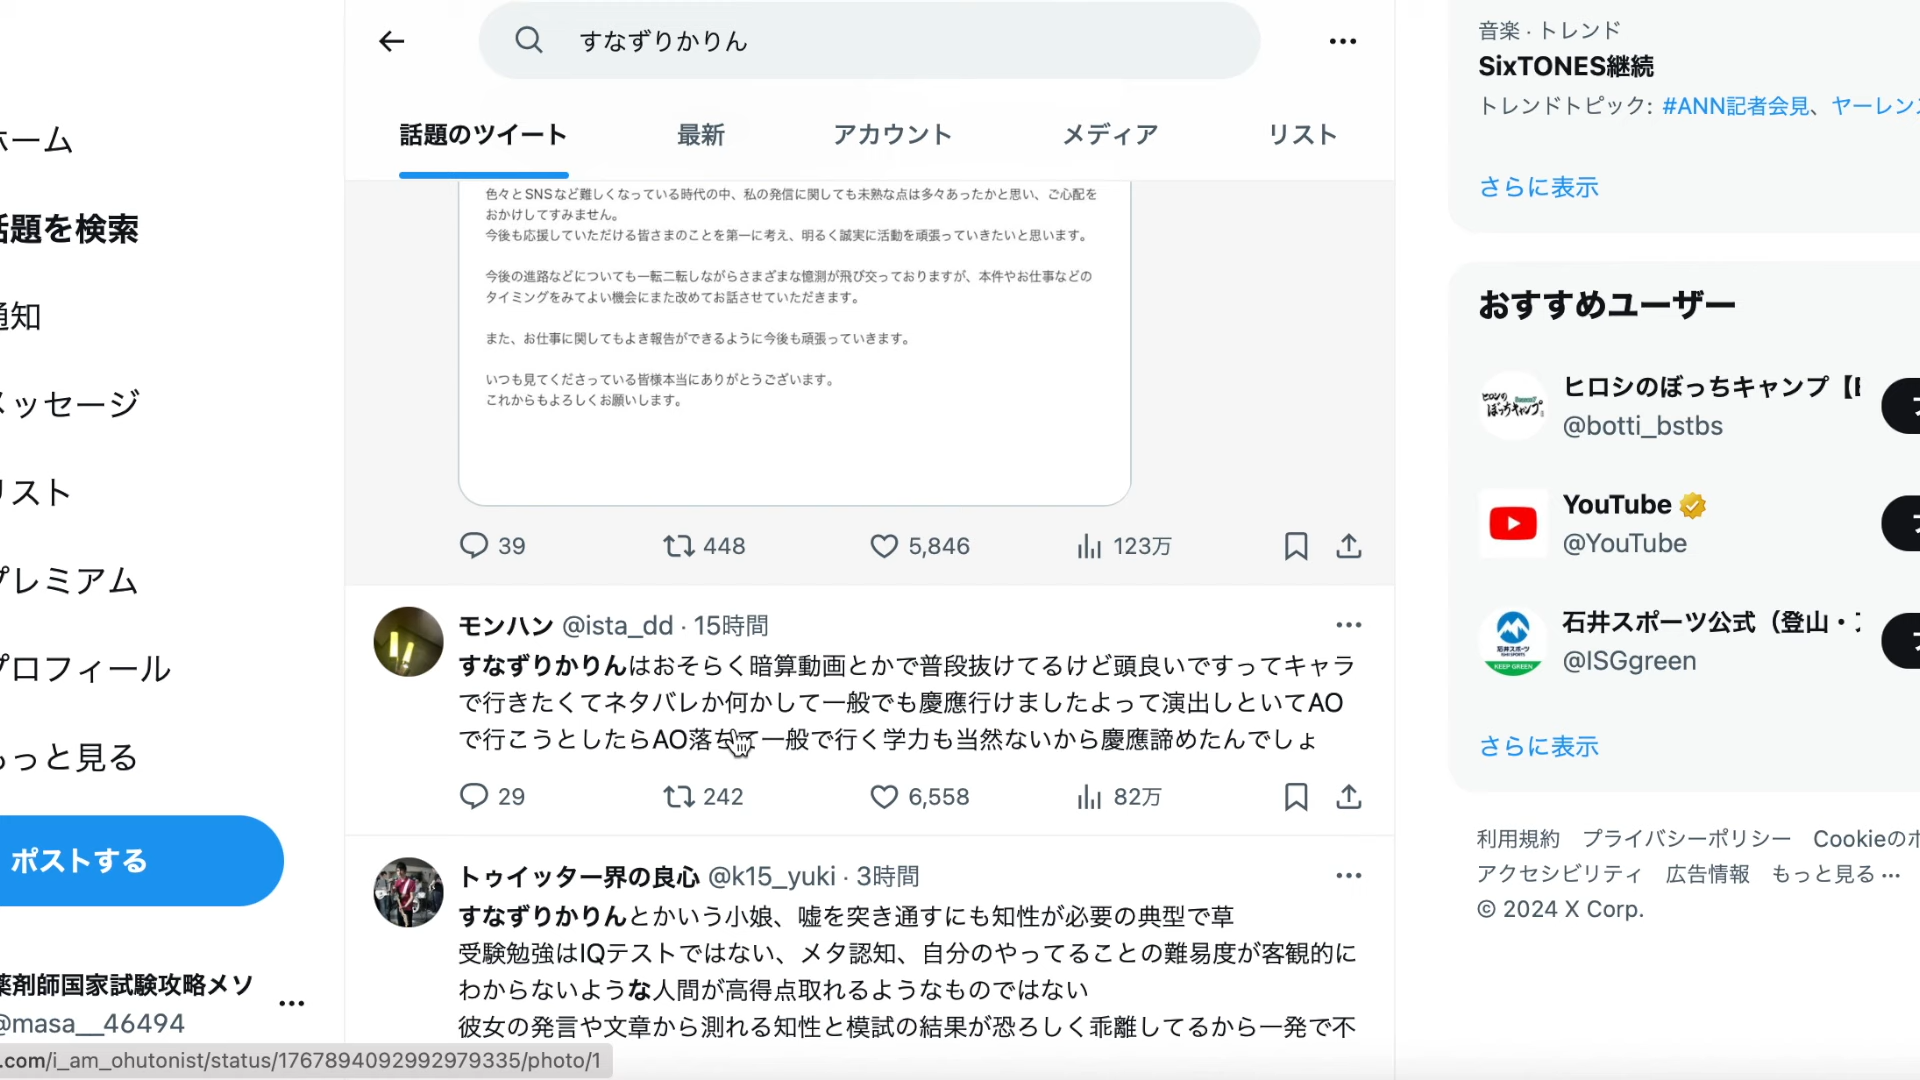 すなずりかりん
話題のツイート
最新
アカウント
メディア
リスト
ホーム
話題を検索
通知
メッセージ
リスト
プレミアム
プロフィール
もっと見る
ポストする
薬剤師国家試験攻略メソ
@masa__46494
.com/i_am_ohutonist/status/1767894092992979335/photo/1
色々とSNSなど難しくなっている時代の中、私の発信に関しても未熟な点は多々あったかと思い、ご心配を
おかけしてすみません。
今後も応援していただける皆さまのことを第一に考え、明るく誠実に活動を頑張っていきたいと思います。
今後の進路などについても一転二転しながらさまざまな憶測が飛び交っておりますが、本件やお仕事などの
タイミングをみてよい機会にまた改めてお話させていただきます。
また、お仕事に関してもよき報告ができるように今後も頑張っていきます。
いつも見てくださっている皆様本当にありがとうございます。
これからもよろしくお願いします。
39 448 5,846 123万
モンハン @ista_dd · 15時間
すなずりかりんはおそらく暗算動画とかで普段抜けてるけど頭良いですってキャラ
で行きたくてネタバレか何かして一般でも慶應行けましたよって演出しといてAO
で行こうとしたらAO落ちて一般で行く学力も当然ないから慶應諦めたんでしょ
29 242 6,558 82万
トゥイッター界の良心 @k15_yuki · 3時間
すなずりかりんとかいう小娘、嘘を突き通すにも知性が必要の典型で草
受験勉強はIQテストではない、メタ認知、自分のやってることの難易度が客観的に
わからないような人間が高得点取れるようなものではない
彼女の発言や文章から測れる知性と模試の結果が恐ろしく乖離してるから一発で不
音楽 · トレンド
SixTONES継続
トレンドトピック: #ANN記者会見、ヤーレン
さらに表示
おすすめユーザー
ヒロシのぼっちキャンプ【
@botti_bstbs
YouTube
@YouTube
石井スポーツ公式（登山・
@ISGgreen
さらに表示
利用規約 プライバシーポリシー Cookieの
アクセシビリティ 広告情報 もっと見る ···
© 2024 X Corp.